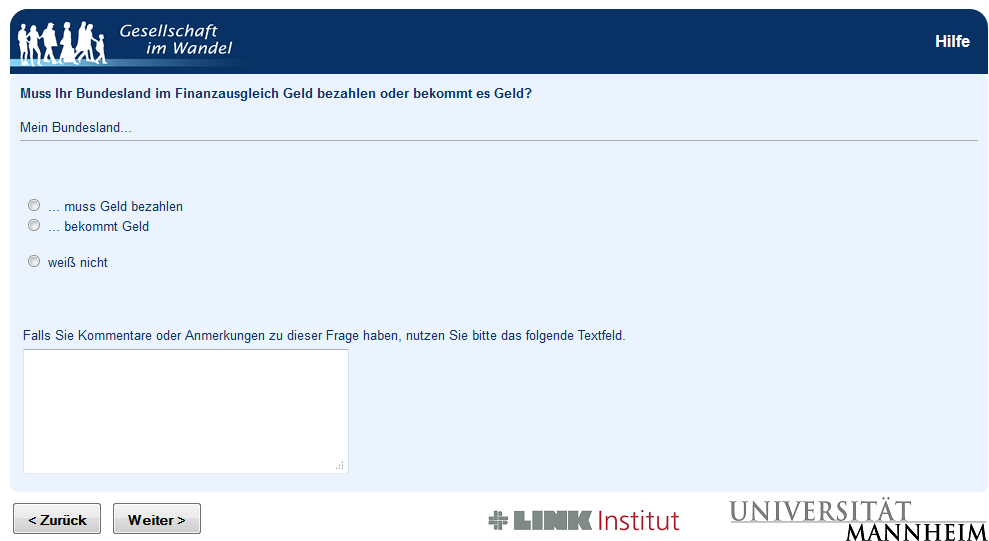 Gesellschaft
im Wandel
Hilfe
Muss Ihr Bundesland im Finanzausgleich Geld bezahlen oder bekommt es Geld?
Mein Bundesland...
... muss Geld bezahlen
... bekommt Geld
weiß nicht
Falls Sie Kommentare oder Anmerkungen zu dieser Frage haben, nutzen Sie bitte das folgende Textfeld.
< Zurück
Weiter >
LINK Institut
UNIVERSITÄT
MANNHEIM